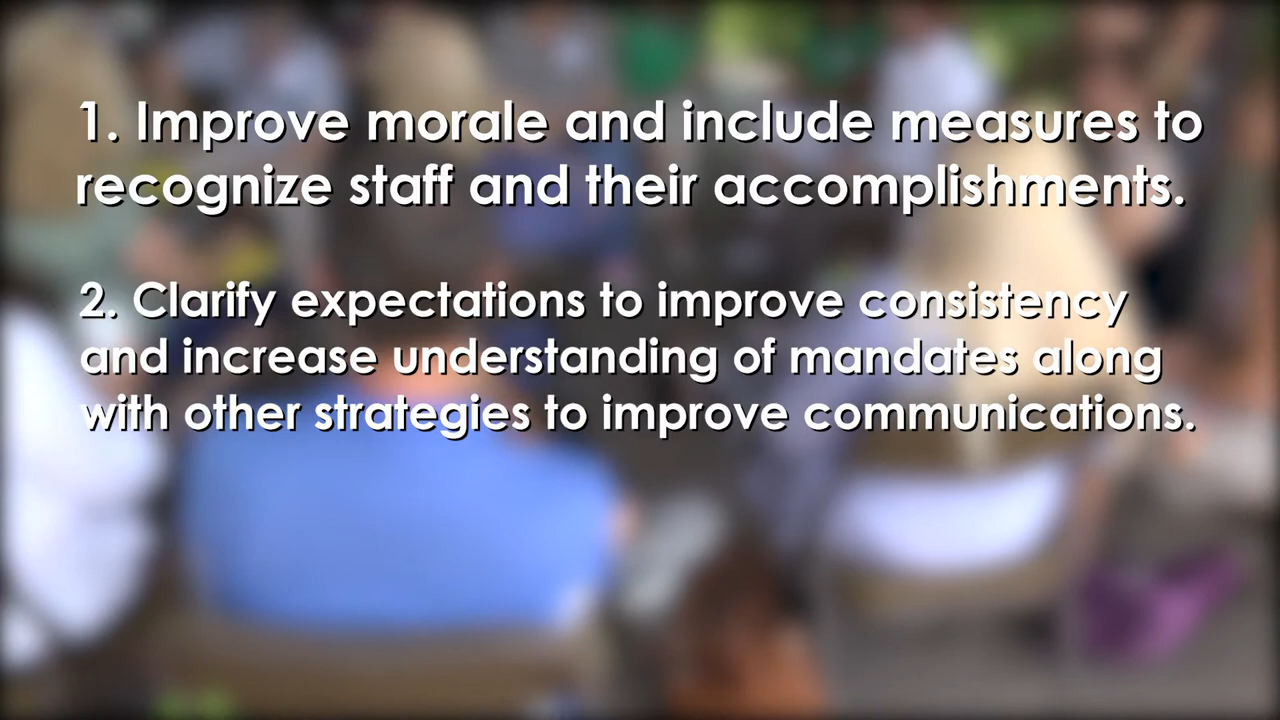 1. Improve morale and include measures to
recognize staff and their accomplishments.
2. Clarify expectations to improve consistency
and increase understanding of mandates along
with other strategies to improve communications.